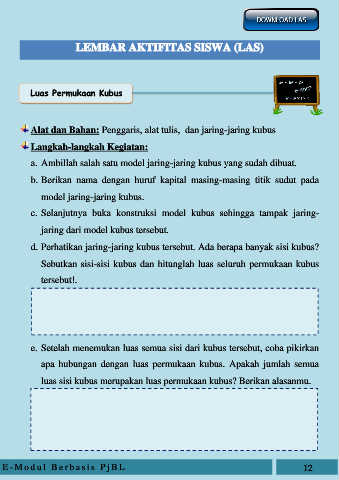 DOWNLOAD LAS
LEMBAR AKTIFITAS SISWA (LAS)
Luas Permukaan Kubus
Alat dan Bahan: Penggaris, alat tulis, dan jaring-jaring kubus
Langkah-langkah Kegiatan:
a. Ambillah salah satu model jaring-jaring kubus yang sudah dibuat.
b. Berikan nama dengan huruf kapital masing-masing titik sudut pada
model jaring-jaring kubus.
c. Selanjutnya buka konstruksi model kubus sehingga tampak jaring-
jaring dari model kubus tersebut.
d. Perhatikan jaring-jaring kubus tersebut. Ada berapa banyak sisi kubus?
Sebutkan sisi-sisi kubus dan hitunglah luas seluruh permukaan kubus
tersebut!.
e. Setelah menemukan luas semua sisi dari kubus tersebut, coba pikirkan
apa hubungan dengan luas permukaan kubus. Apakah jumlah semua
luas sisi kubus merupakan luas permukaan kubus? Berikan alasanmu.
E-Modul Berbasis PjBL
12